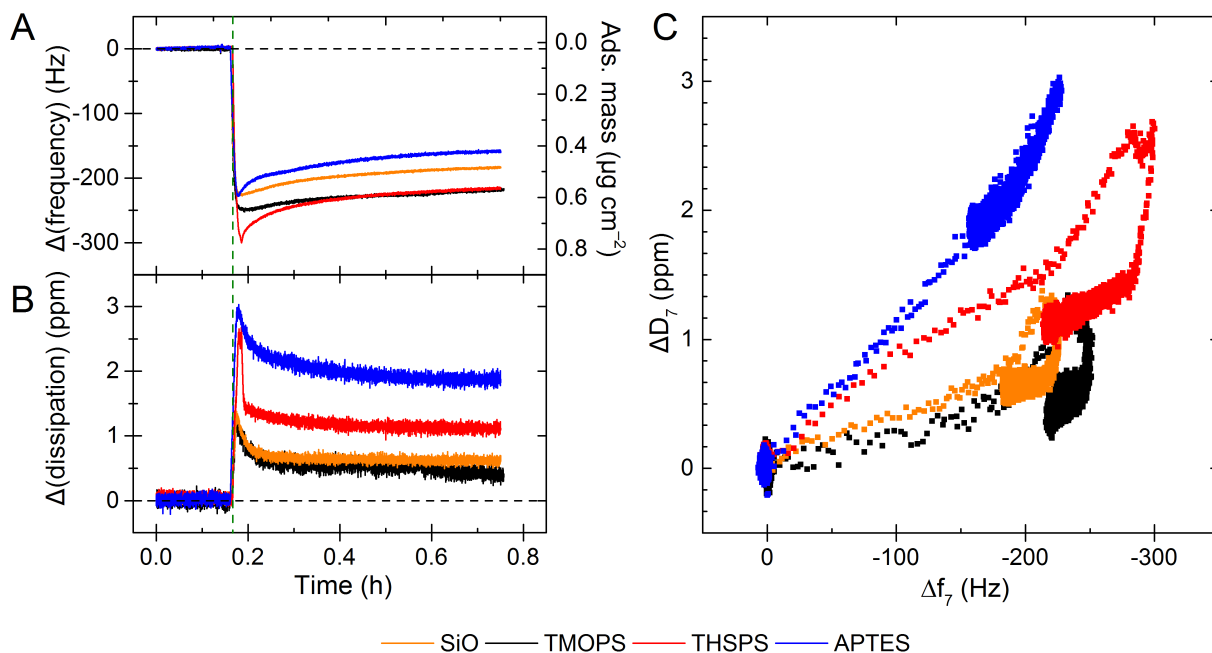 A
Δ(frequency) (Hz)
0
-100
-200
-300
0.0
0.2
0.4
0.6
0.8
Ads. mass (µg cm⁻²)
B
Δ(dissipation) (ppm)
3
2
1
0
0.0 0.2 0.4 0.6 0.8
Time (h)
C
ΔD₇ (ppm)
3
2
1
0
0 -100 -200 -300
Δf₇ (Hz)
SiO TMOPS THSPS APTES